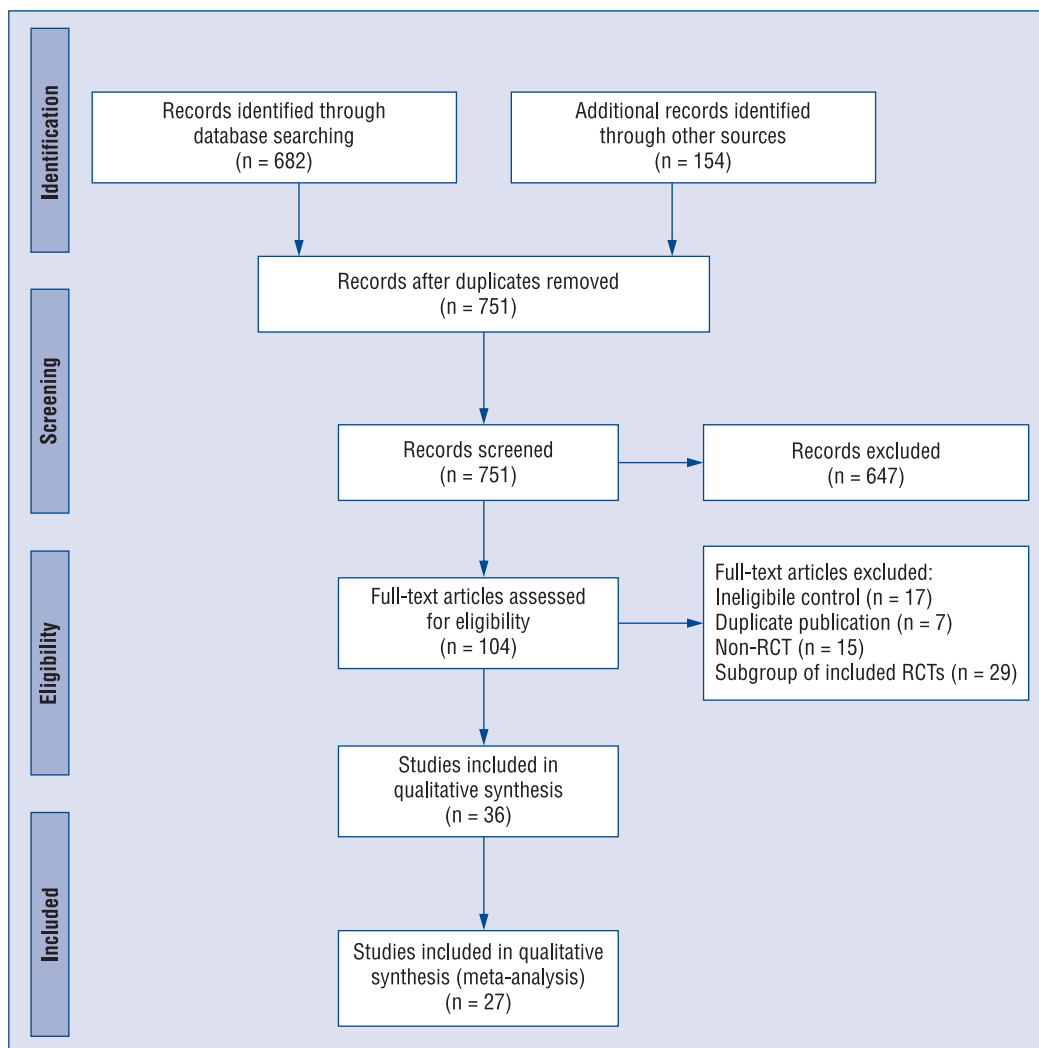 Identification
Records identified through
database searching
(n = 682)
Additional records identified
through other sources
(n = 154)
Records after duplicates removed
(n = 751)
Screening
Records screened
(n = 751)
Records excluded
(n = 647)
Eligibility
Full-text articles assessed
for eligibility
(n = 104)
Full-text articles excluded:
Ineligibile control (n = 17)
Duplicate publication (n = 7)
Non-RCT (n = 15)
Subgroup of included RCTs (n = 29)
Studies included in
qualitative synthesis
(n = 36)
Included
Studies included in qualitative
synthesis (meta-analysis)
(n = 27)